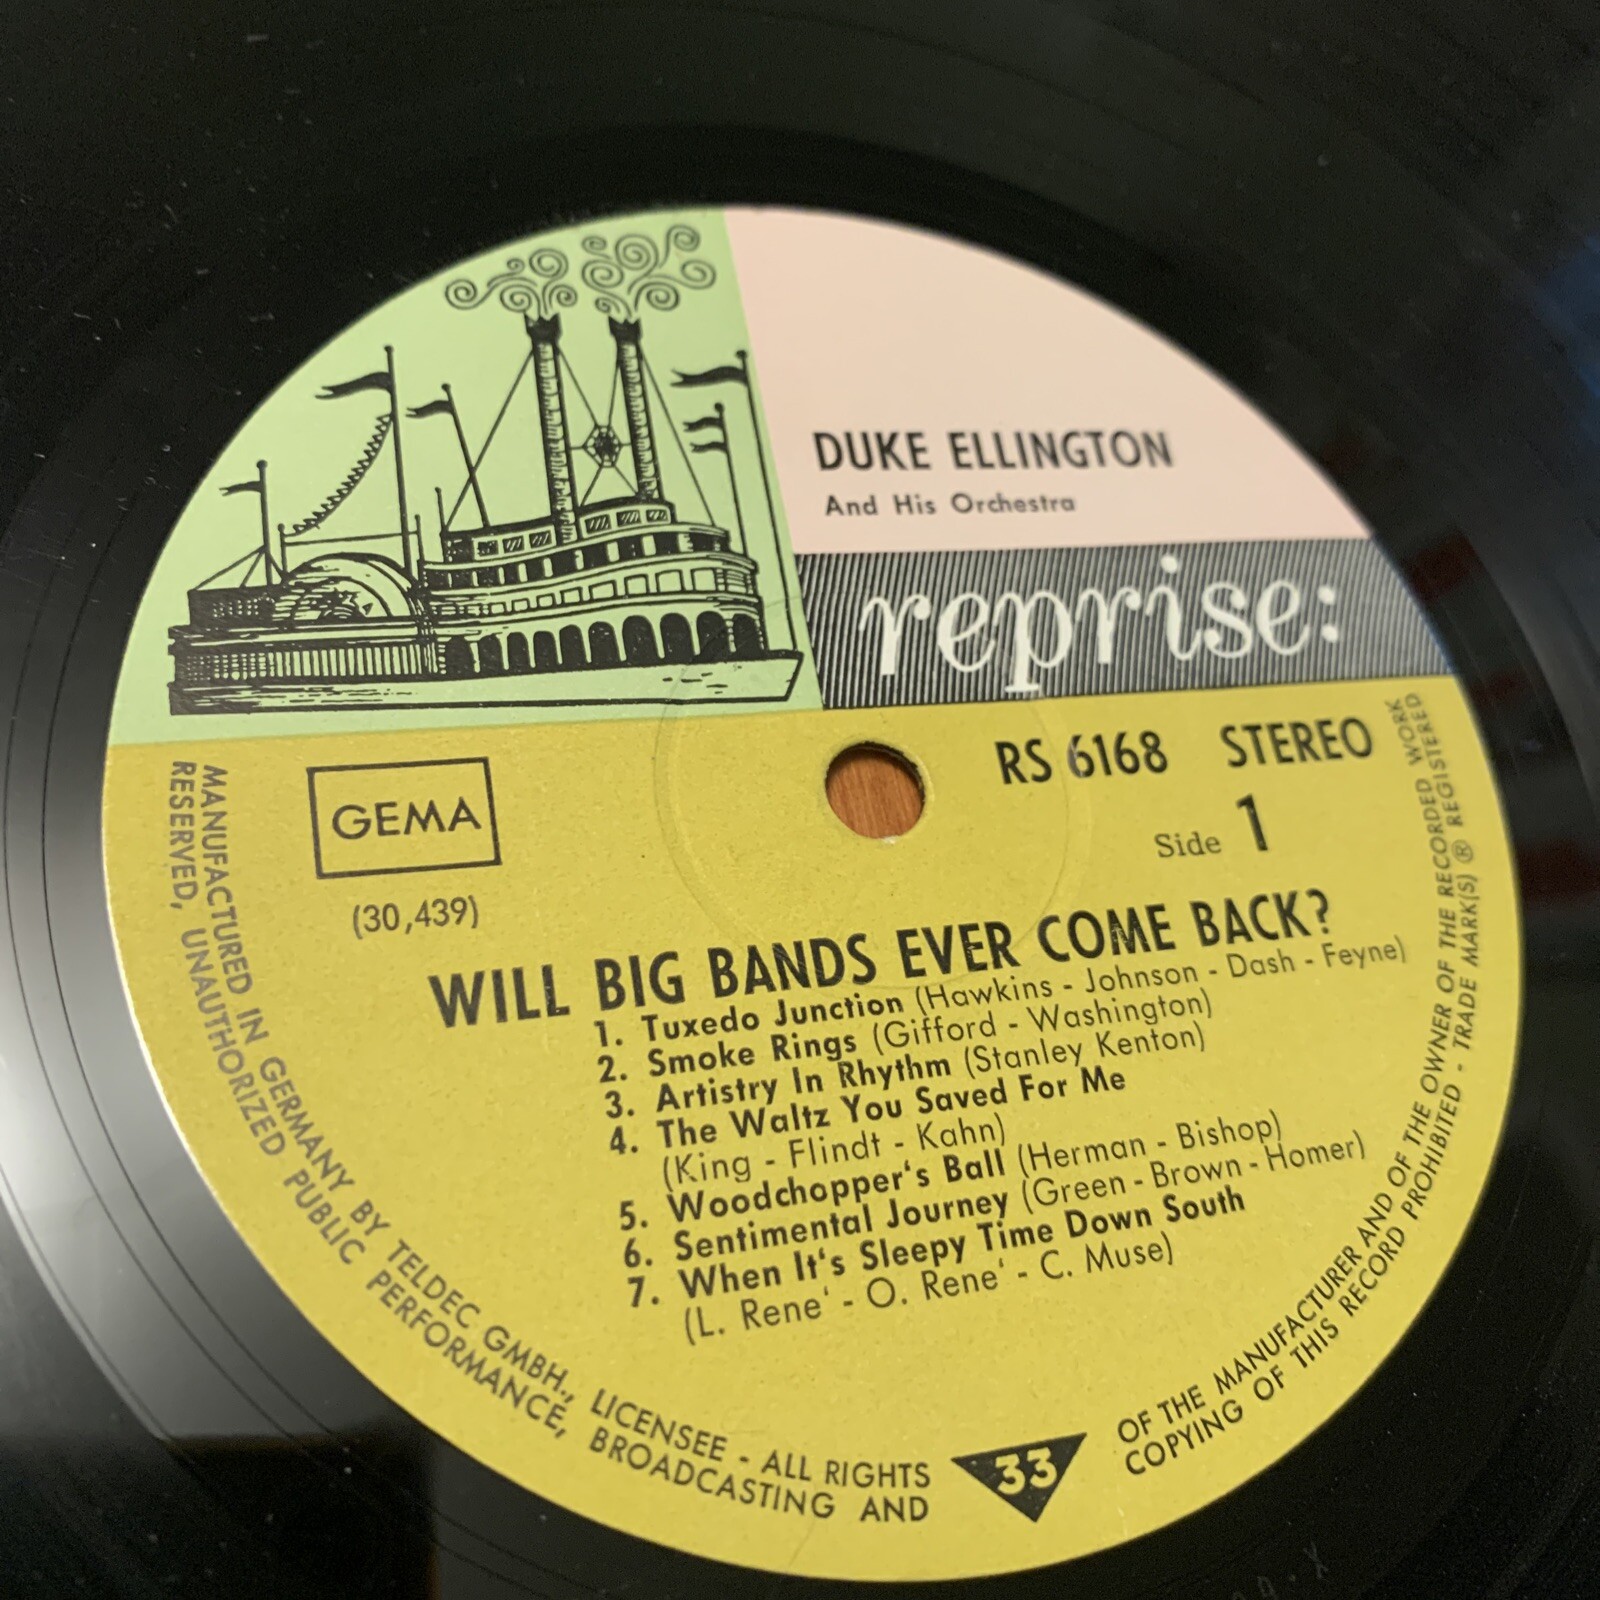 DUKE ELLINGTON
And His Orchestra
reprise:
RS 6168 STEREO
Side 1
GEMA
(30,439)
WILL BIG BANDS EVER COME BACK?
1. Tuxedo Junction (Hawkins - Johnson - Dash - Feyne)
2. Smoke Rings (Gifford - Washington)
3. Artistry In Rhythm (Stanley Kenton)
4. The Waltz You Saved For Me
(King - Flindt - Kahn)
5. Woodchopper's Ball (Herman - Bishop)
6. Sentimental Journey (Green - Brown - Homer)
7. When It's Sleepy Time Down South
(L. Rene' - O. Rene' - C. Muse)
MANUFACTURED IN GERMANY BY TELDEC GMBH., LICENSEE - ALL RIGHTS
RESERVED, UNAUTHORIZED PUBLIC PERFORMANCE, BROADCASTING AND
33
OF THE MANUFACTURER AND OF THE OWNER OF THE RECORDED WORK
COPYING OF THIS RECORD PROHIBITED - TRADE MARK(S) ® REGISTERED